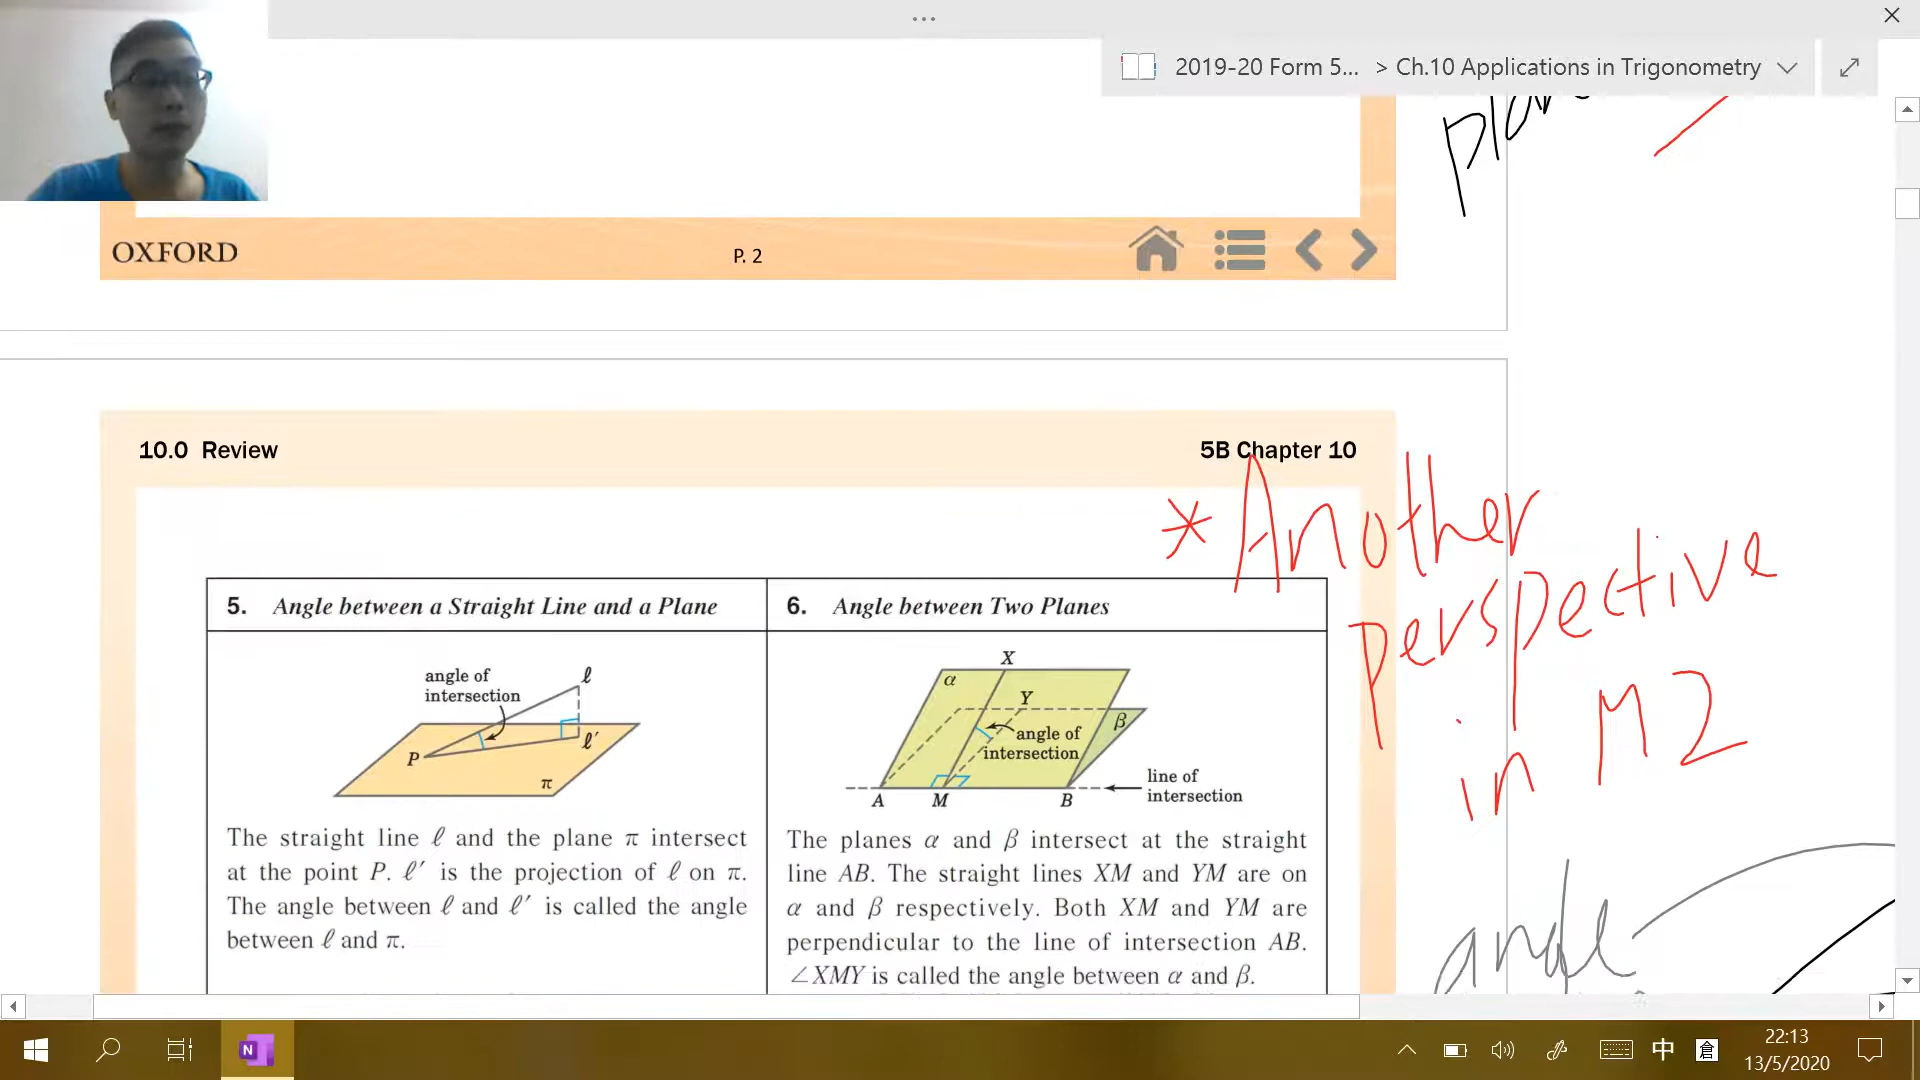 2019-20 Form 5... > Ch.10 Applications in Trigonometry
OXFORD
P. 2
10.0 Review
5B Chapter 10
* Another
perspective
in M2
5. Angle between a Straight Line and a Plane
6. Angle between Two Planes
angle of
intersection
ℓ
ℓ′
P
π
X
α
Y
β
angle of
intersection
A
M
B
line of
intersection
The straight line ℓ and the plane π intersect
at the point P. ℓ′ is the projection of ℓ on π.
The angle between ℓ and ℓ′ is called the angle
between ℓ and π.
The planes α and β intersect at the straight
line AB. The straight lines XM and YM are on
α and β respectively. Both XM and YM are
perpendicular to the line of intersection AB.
∠XMY is called the angle between α and β.
angle
N
中
倉
22:13
13/5/2020